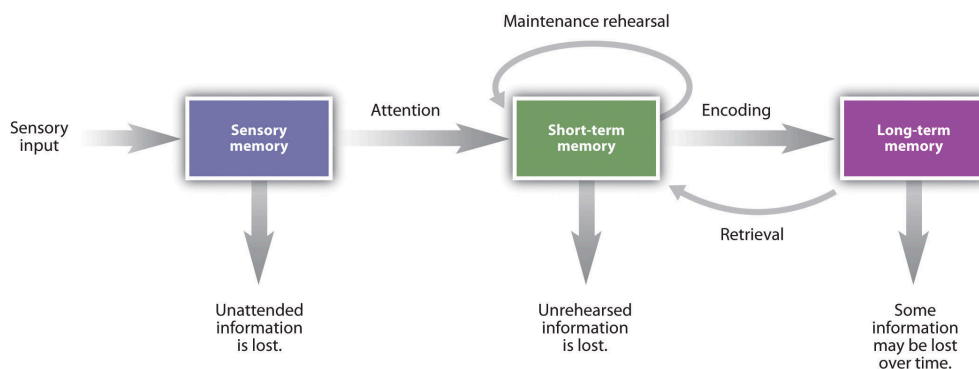 Maintenance rehearsal
Sensory
input
Sensory
memory
Attention
Short-term
memory
Encoding
Long-term
memory
Retrieval
Unattended
information
is lost.
Unrehearsed
information
is lost.
Some
information
may be lost
over time.